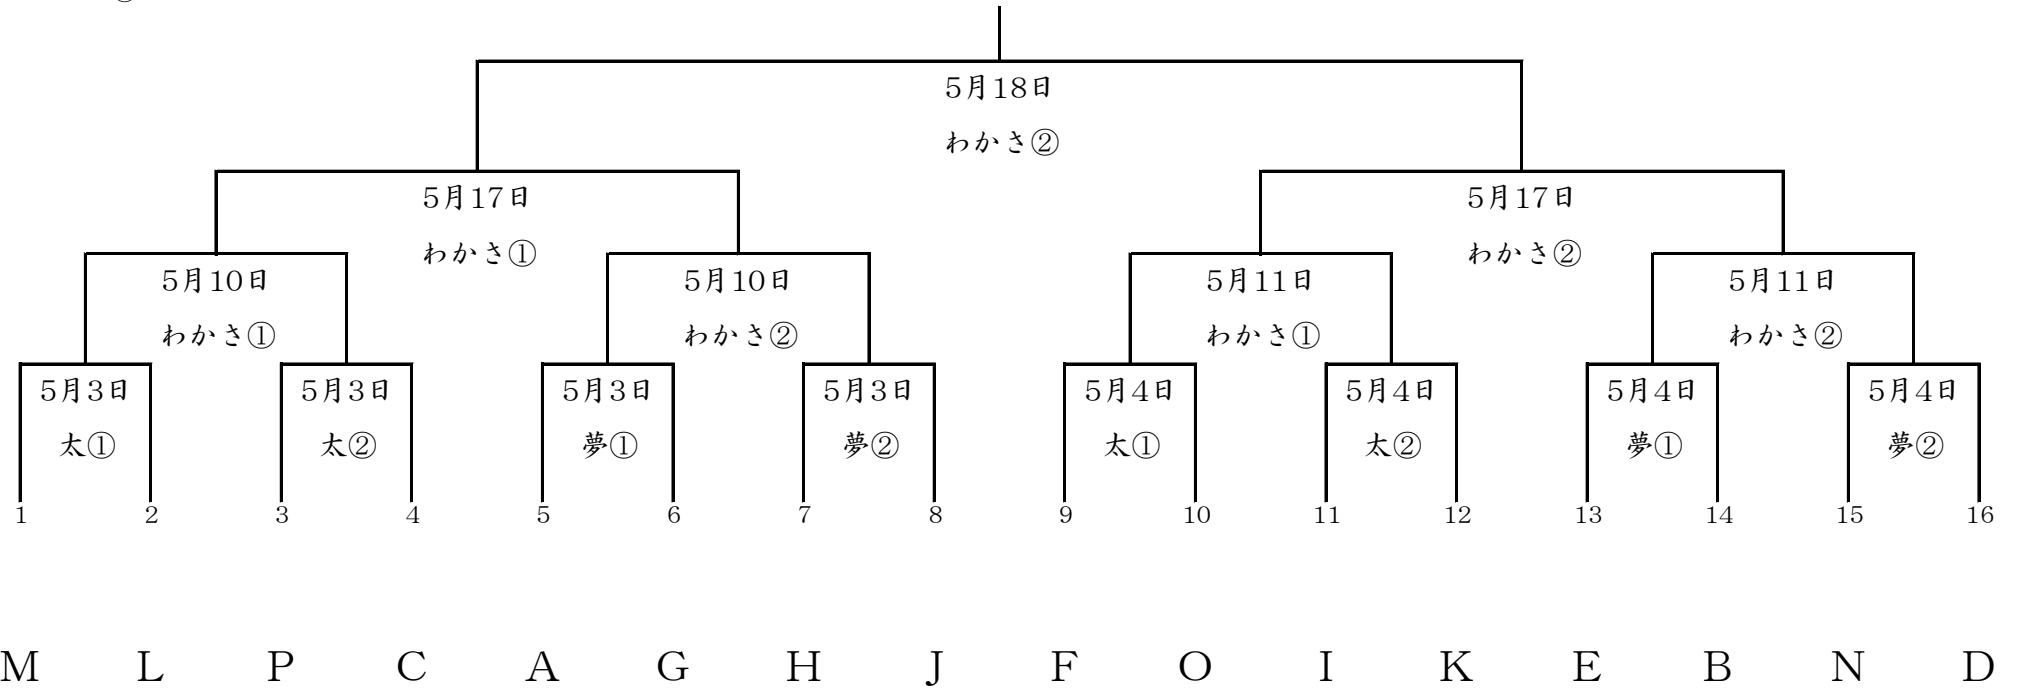 5月18日
わかさ②
5月17日
わかさ①
5月17日
わかさ②
5月10日
わかさ①
5月10日
わかさ②
5月11日
わかさ①
5月11日
わかさ②
5月3日
太①
5月3日
太②
5月3日
夢①
5月3日
夢②
5月4日
太①
5月4日
太②
5月4日
夢①
5月4日
夢②
1 2 3 4 5 6 7 8 9 10 11 12 13 14 15 16
M L P C A G H J F O I K E B N D